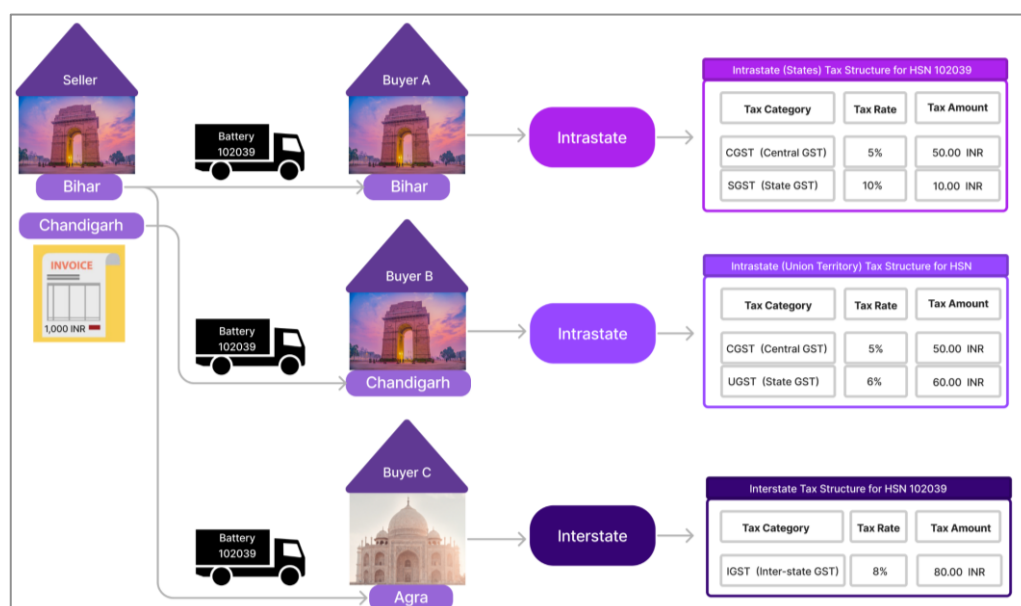 Seller
Bihar
Chandigarh
INVOICE
1,000 INR
Battery
102039
Buyer A
Bihar
Intrastate
Intrastate (States) Tax Structure for HSN 102039
Tax Category Tax Rate Tax Amount
CGST (Central GST) 5% 50.00 INR
SGST (State GST) 10% 10.00 INR
Battery
102039
Buyer B
Chandigarh
Intrastate
Intrastate (Union Territory) Tax Structure for HSN
Tax Category Tax Rate Tax Amount
CGST (Central GST) 5% 50.00 INR
UGST (State GST) 6% 60.00 INR
Battery
102039
Buyer C
Agra
Interstate
Interstate Tax Structure for HSN 102039
Tax Category Tax Rate Tax Amount
IGST (Inter-state GST) 8% 80.00 INR